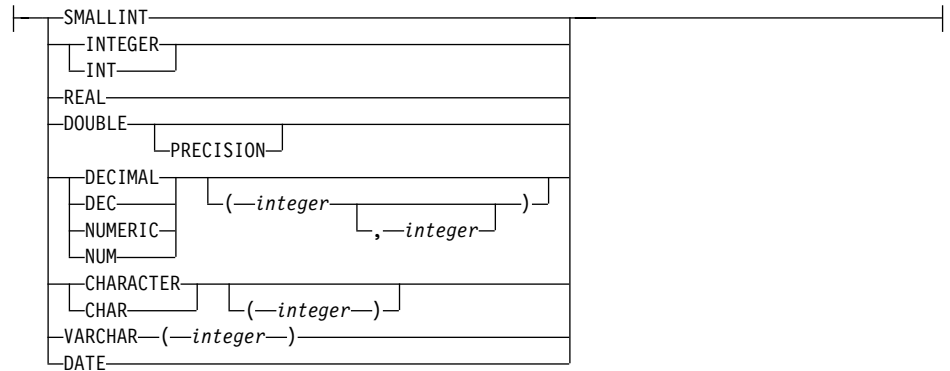 SMALLINT
INTEGER
INT
REAL
DOUBLE
PRECISION
DECIMAL
DEC ( integer )
NUMERIC , integer
NUM
CHARACTER
CHAR ( integer )
VARCHAR ( integer )
DATE